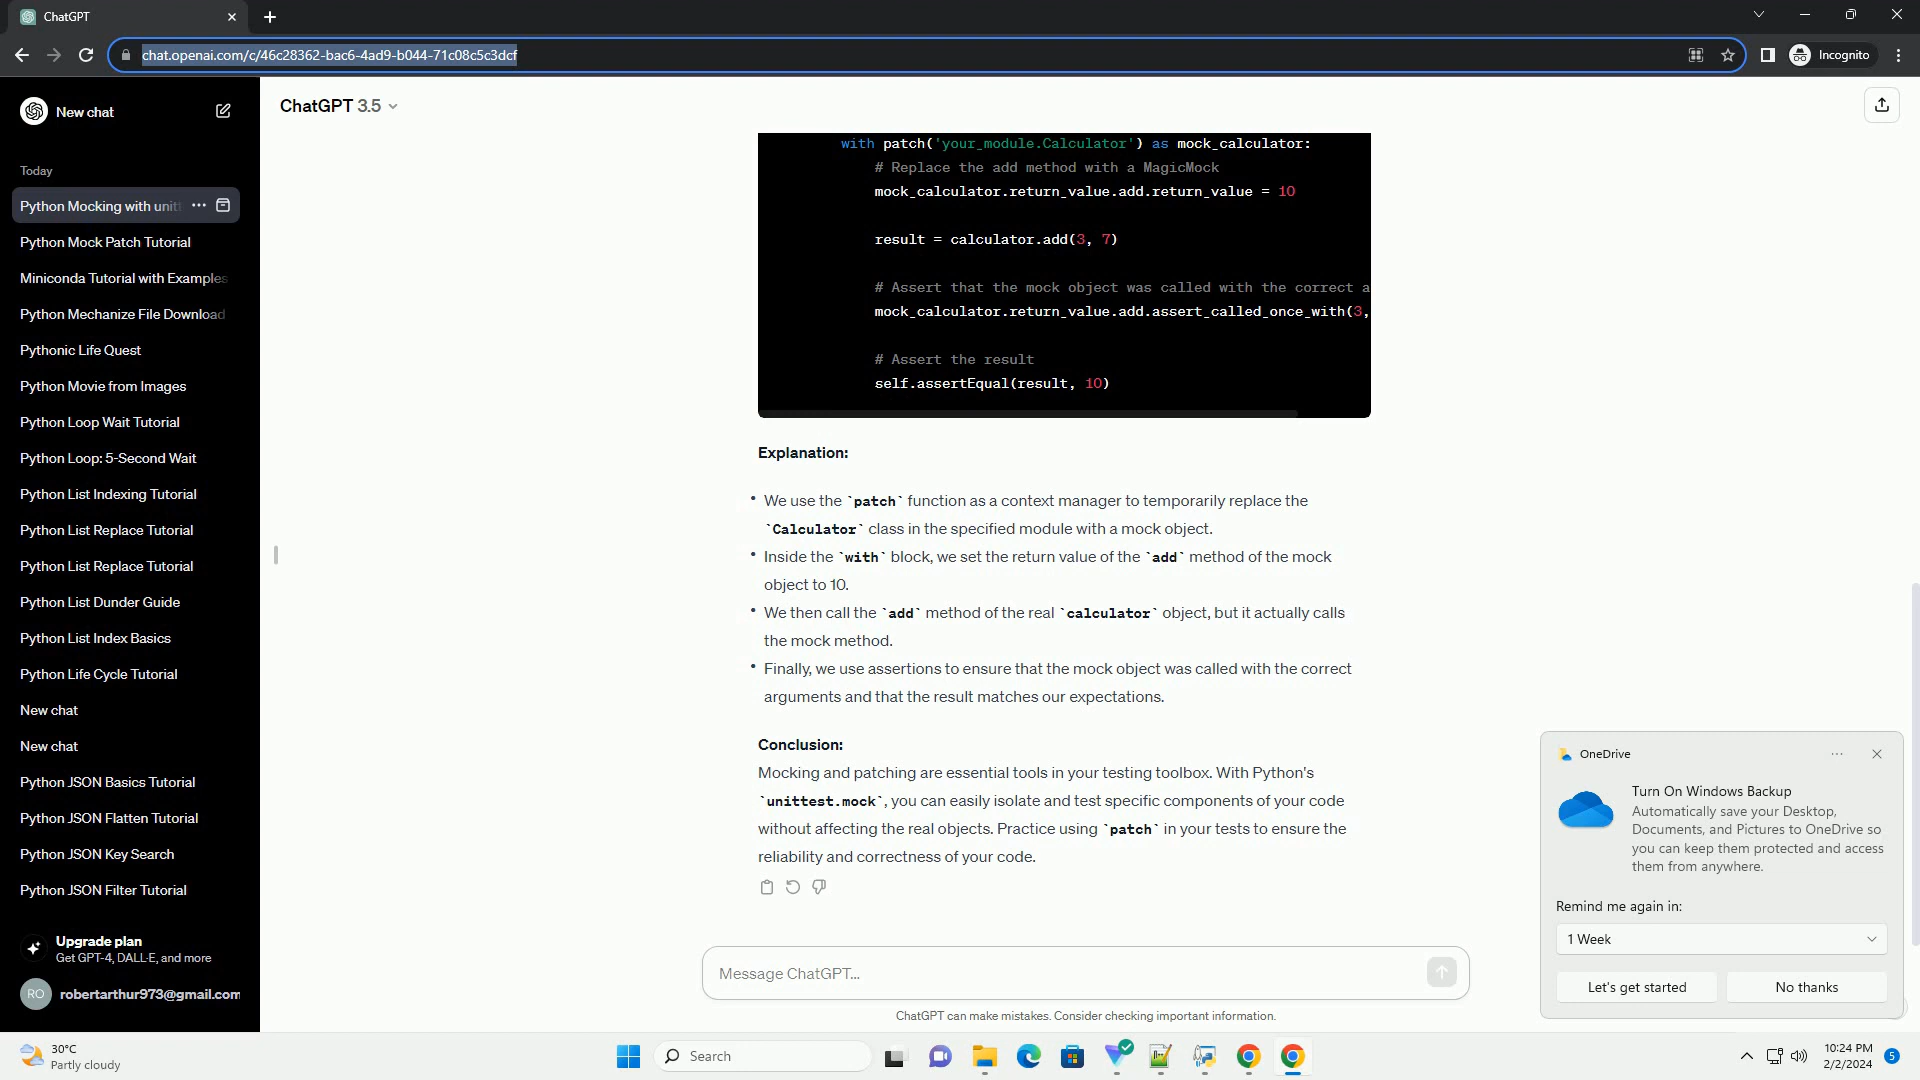 ChatGPT
chat.openai.com/c/46c28362-bac6-4ad9-b044-71c08c5c3dcf
Incognito
New chat
Today
Python Mocking with unit
Python Mock Patch Tutorial
Miniconda Tutorial with Examples
Python Mechanize File Download
Pythonic Life Quest
Python Movie from Images
Python Loop Wait Tutorial
Python Loop: 5-Second Wait
Python List Indexing Tutorial
Python List Replace Tutorial
Python List Replace Tutorial
Python List Dunder Guide
Python List Index Basics
Python Life Cycle Tutorial
New chat
New chat
Python JSON Basics Tutorial
Python JSON Flatten Tutorial
Python JSON Key Search
Python JSON Filter Tutorial
Upgrade plan
Get GPT-4, DALL·E, and more
RO
robertarthur973@gmail.com
ChatGPT 3.5
with patch('your_module.Calculator') as mock_calculator:
# Replace the add method with a MagicMock
mock_calculator.return_value.add.return_value = 10
result = calculator.add(3, 7)
# Assert that the mock object was called with the correct a
mock_calculator.return_value.add.assert_called_once_with(3,
# Assert the result
self.assertEqual(result, 10)
Explanation:
• We use the `patch` function as a context manager to temporarily replace the
`Calculator` class in the specified module with a mock object.
• Inside the `with` block, we set the return value of the `add` method of the mock
object to 10.
• We then call the `add` method of the real `calculator` object, but it actually calls
the mock method.
• Finally, we use assertions to ensure that the mock object was called with the correct
arguments and that the result matches our expectations.
Conclusion:
Mocking and patching are essential tools in your testing toolbox. With Python's
`unittest.mock`, you can easily isolate and test specific components of your code
without affecting the real objects. Practice using `patch` in your tests to ensure the
reliability and correctness of your code.
Message ChatGPT...
ChatGPT can make mistakes. Consider checking important information.
OneDrive
Turn On Windows Backup
Automatically save your Desktop,
Documents, and Pictures to OneDrive so
you can keep them protected and access
them from anywhere.
Remind me again in:
1 Week
Let's get started
No thanks
30°C
Partly cloudy
Search
10:24 PM
2/2/2024
5